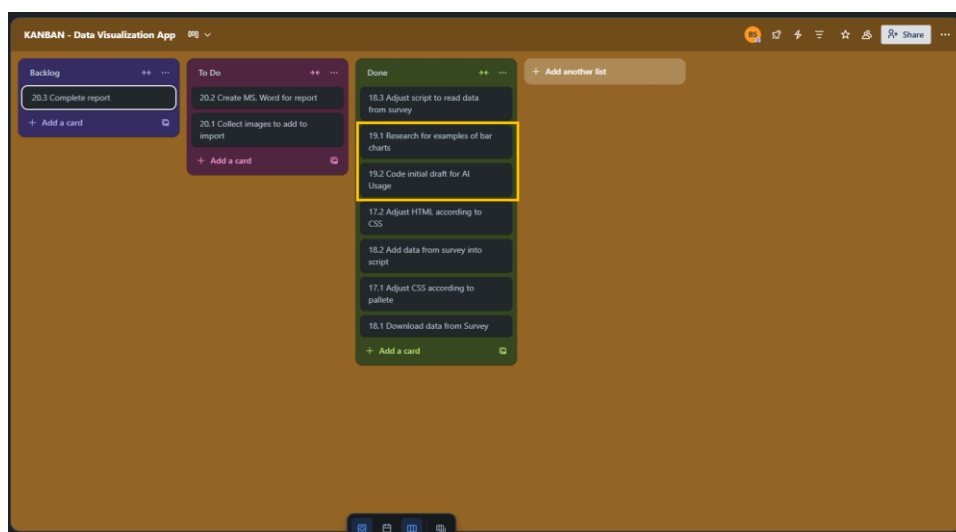 KANBAN - Data Visualization App
BS
Share
Backlog
20.3 Complete report
+ Add a card
To Do
20.2 Create MS. Word for report
20.1 Collect images to add to
import
+ Add a card
Done
18.3 Adjust script to read data
from survey
19.1 Research for examples of bar
charts
19.2 Code initial draft for AI
Usage
17.2 Adjust HTML according to
CSS
18.2 Add data from survey into
script
17.1 Adjust CSS according to
pallete
18.1 Download data from Survey
+ Add a card
+ Add another list